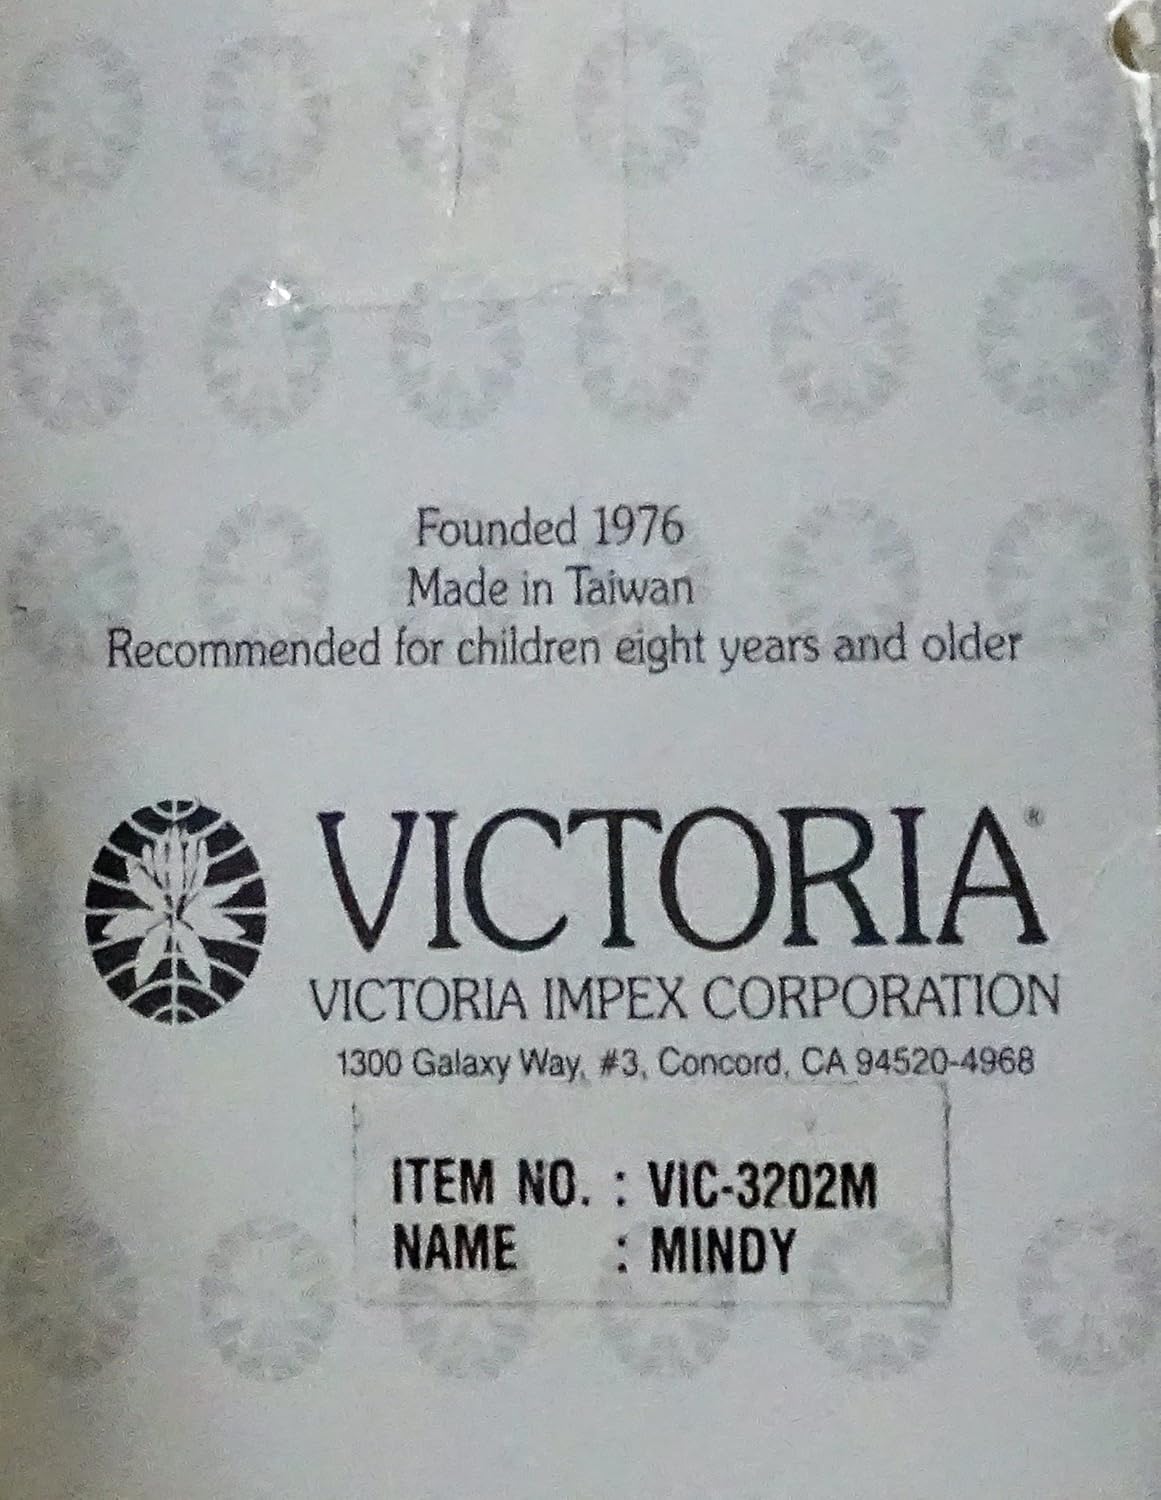 Founded 1976
Made in Taiwan
Recommended for children eight years and older
VICTORIA®
VICTORIA IMPEX CORPORATION
1300 Galaxy Way, #3, Concord, CA 94520-4968
ITEM NO. : VIC-3202M
NAME : MINDY